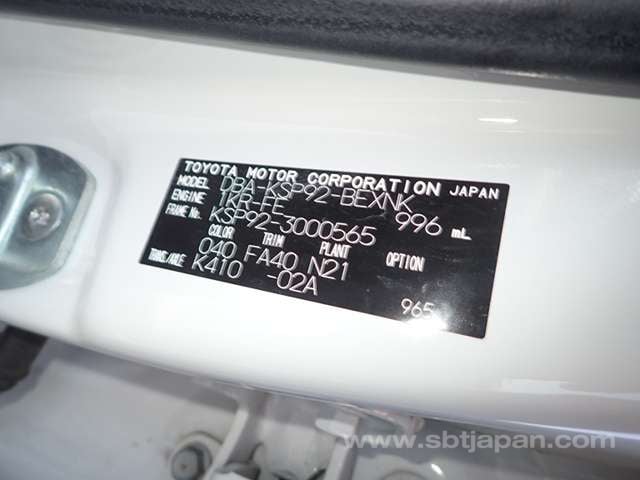 TOYOTA MOTOR CORPORATION JAPAN
MODEL DBA-KSP92-BEXNK
ENGINE 1KR-FE 996 mL
FRAME No. KSP92-3000565
COLOR TRIM PLANT OPTION
040 FA40 N21
TRANS./AXLE K410 -02A
965
www.sbtjapan.com